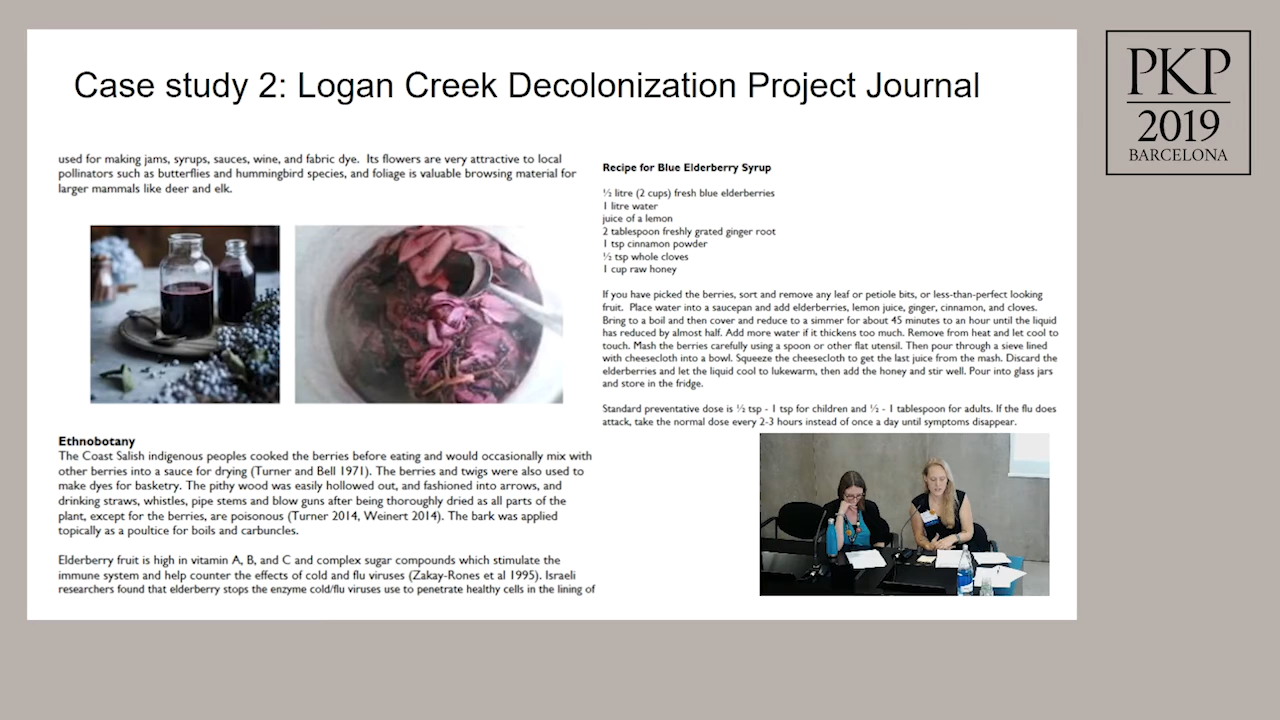 Case study 2: Logan Creek Decolonization Project Journal
PKP
2019
BARCELONA
used for making jams, syrups, sauces, wine, and fabric dye. Its flowers are very attractive to local
pollinators such as butterflies and hummingbird species, and foliage is valuable browsing material for
larger mammals like deer and elk.
Ethnobotany
The Coast Salish indigenous peoples cooked the berries before eating and would occasionally mix with
other berries into a sauce for drying (Turner and Bell 1971). The berries and twigs were also used to
make dyes for basketry. The pithy wood was easily hollowed out, and fashioned into arrows, and
drinking straws, whistles, pipe stems and blow guns after being thoroughly dried as all parts of the
plant, except for the berries, are poisonous (Turner 2014, Weinert 2014). The bark was applied
topically as a poultice for boils and carbuncles.
Elderberry fruit is high in vitamin A, B, and C and complex sugar compounds which stimulate the
immune system and help counter the effects of cold and flu viruses (Zakay-Rones et al 1995). Israeli
researchers found that elderberry stops the enzyme cold/flu viruses use to penetrate healthy cells in the lining of
Recipe for Blue Elderberry Syrup
½ litre (2 cups) fresh blue elderberries
1 litre water
juice of a lemon
2 tablespoon freshly grated ginger root
1 tsp cinnamon powder
½ tsp whole cloves
1 cup raw honey
If you have picked the berries, sort and remove any leaf or petiole bits, or less-than-perfect looking
fruit. Place water into a saucepan and add elderberries, lemon juice, ginger, cinnamon, and cloves.
Bring to a boil and then cover and reduce to a simmer for about 45 minutes to an hour until the liquid
has reduced by almost half. Add more water if it thickens too much. Remove from heat and let cool to
touch. Mash the berries carefully using a spoon or other flat utensil. Then pour through a sieve lined
with cheesecloth into a bowl. Squeeze the cheesecloth to get the last juice from the mash. Discard the
elderberries and let the liquid cool to lukewarm, then add the honey and stir well. Pour into glass jars
and store in the fridge.
Standard preventative dose is ½ tsp - 1 tsp for children and ½ - 1 tablespoon for adults. If the flu does
attack, take the normal dose every 2-3 hours instead of once a day until symptoms disappear.